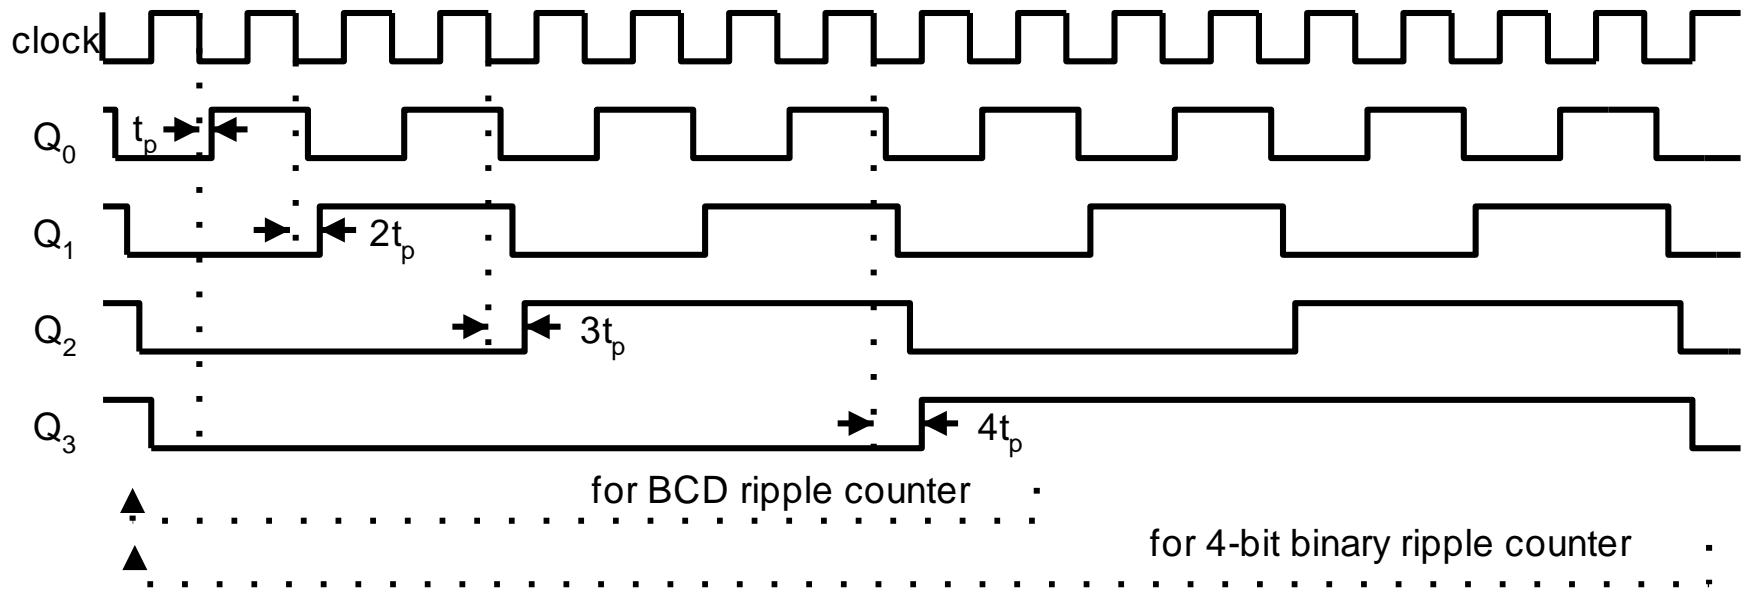 clock
Q0
tp
Q1
2tp
Q2
3tp
Q3
4tp
for BCD ripple counter
for 4-bit binary ripple counter